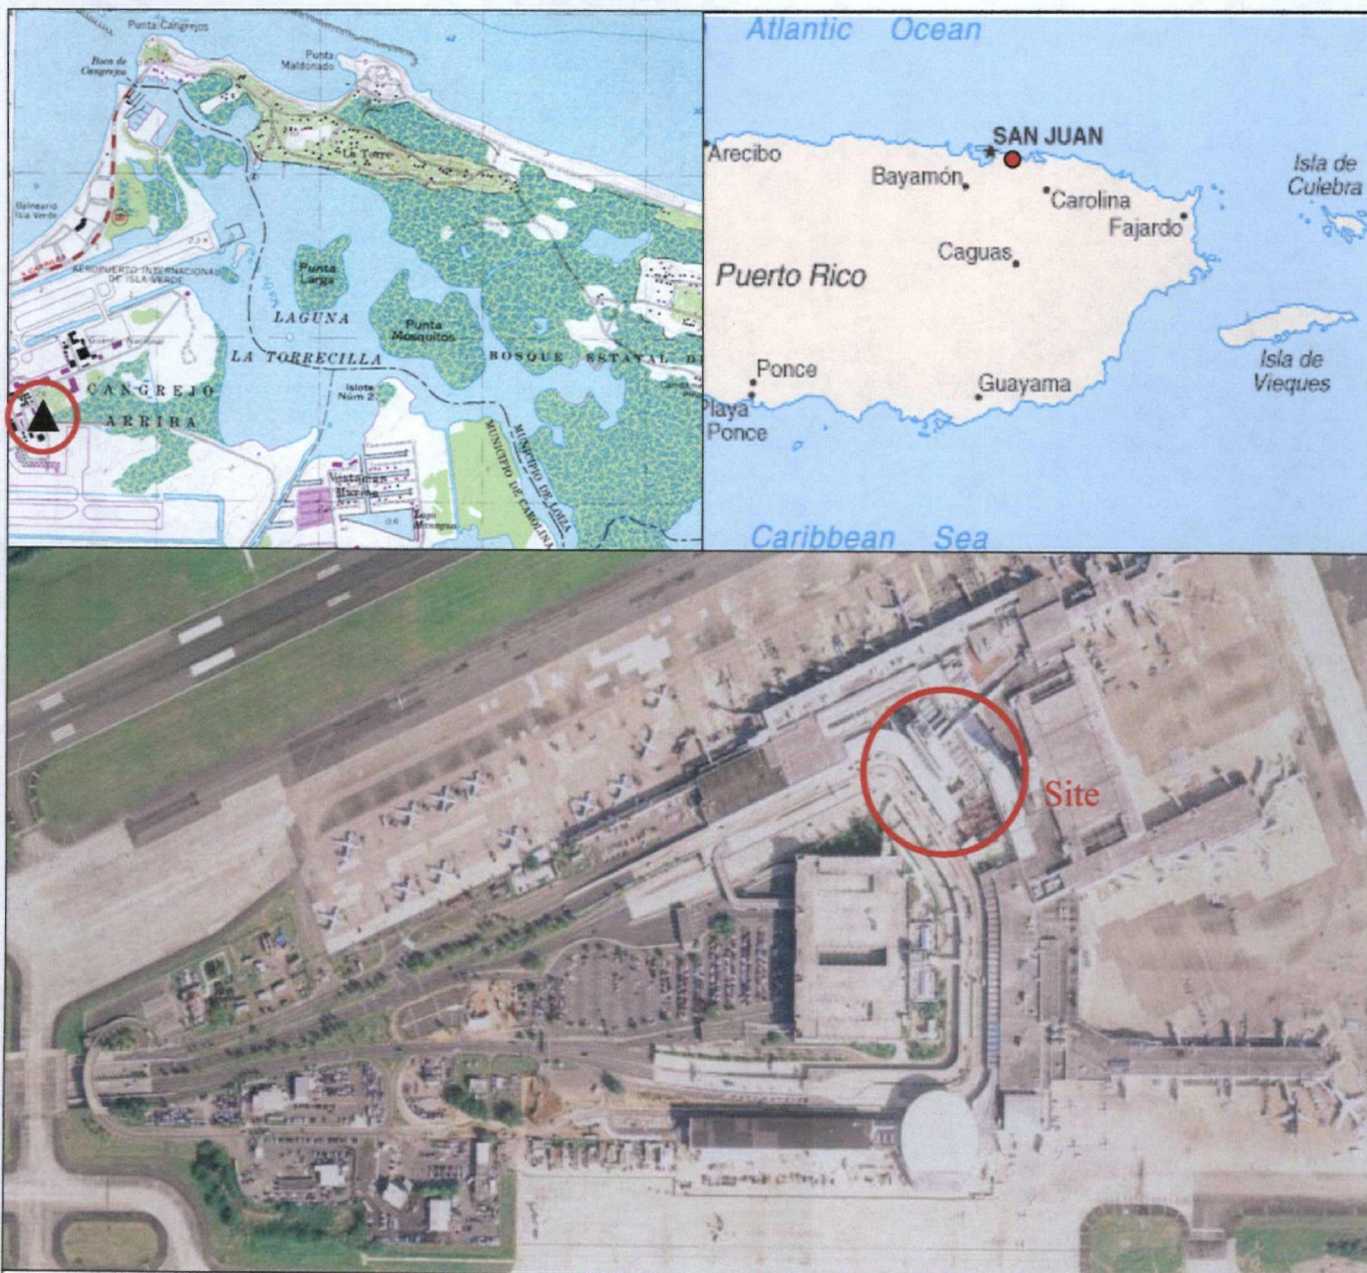 Punta Cangrejos
Boca de
Cangrejos
Punta
Maldonado
La Torre
Balneario
Isla Verde
AEROPUERTO INTERNACIONAL
DE ISLA VERDE
Punta
Larga
LAGUNA
LA TORRECILLA
Punta
Mosquitos
BOSQUE ESTATAL DE
Guardia Nacional
CANGREJO
ARRIBA
Islote
Núm 2
MUNICIPIO DE LOIZA
MUNICIPIO DE CAROLINA
Atlantic Ocean
SAN JUAN
Arecibo
Bayamón
Carolina
Fajardo
Isla de
Culebra
Caguas
Puerto Rico
Ponce
Guayama
Playa
Ponce
Isla de
Vieques
Caribbean Sea
Site